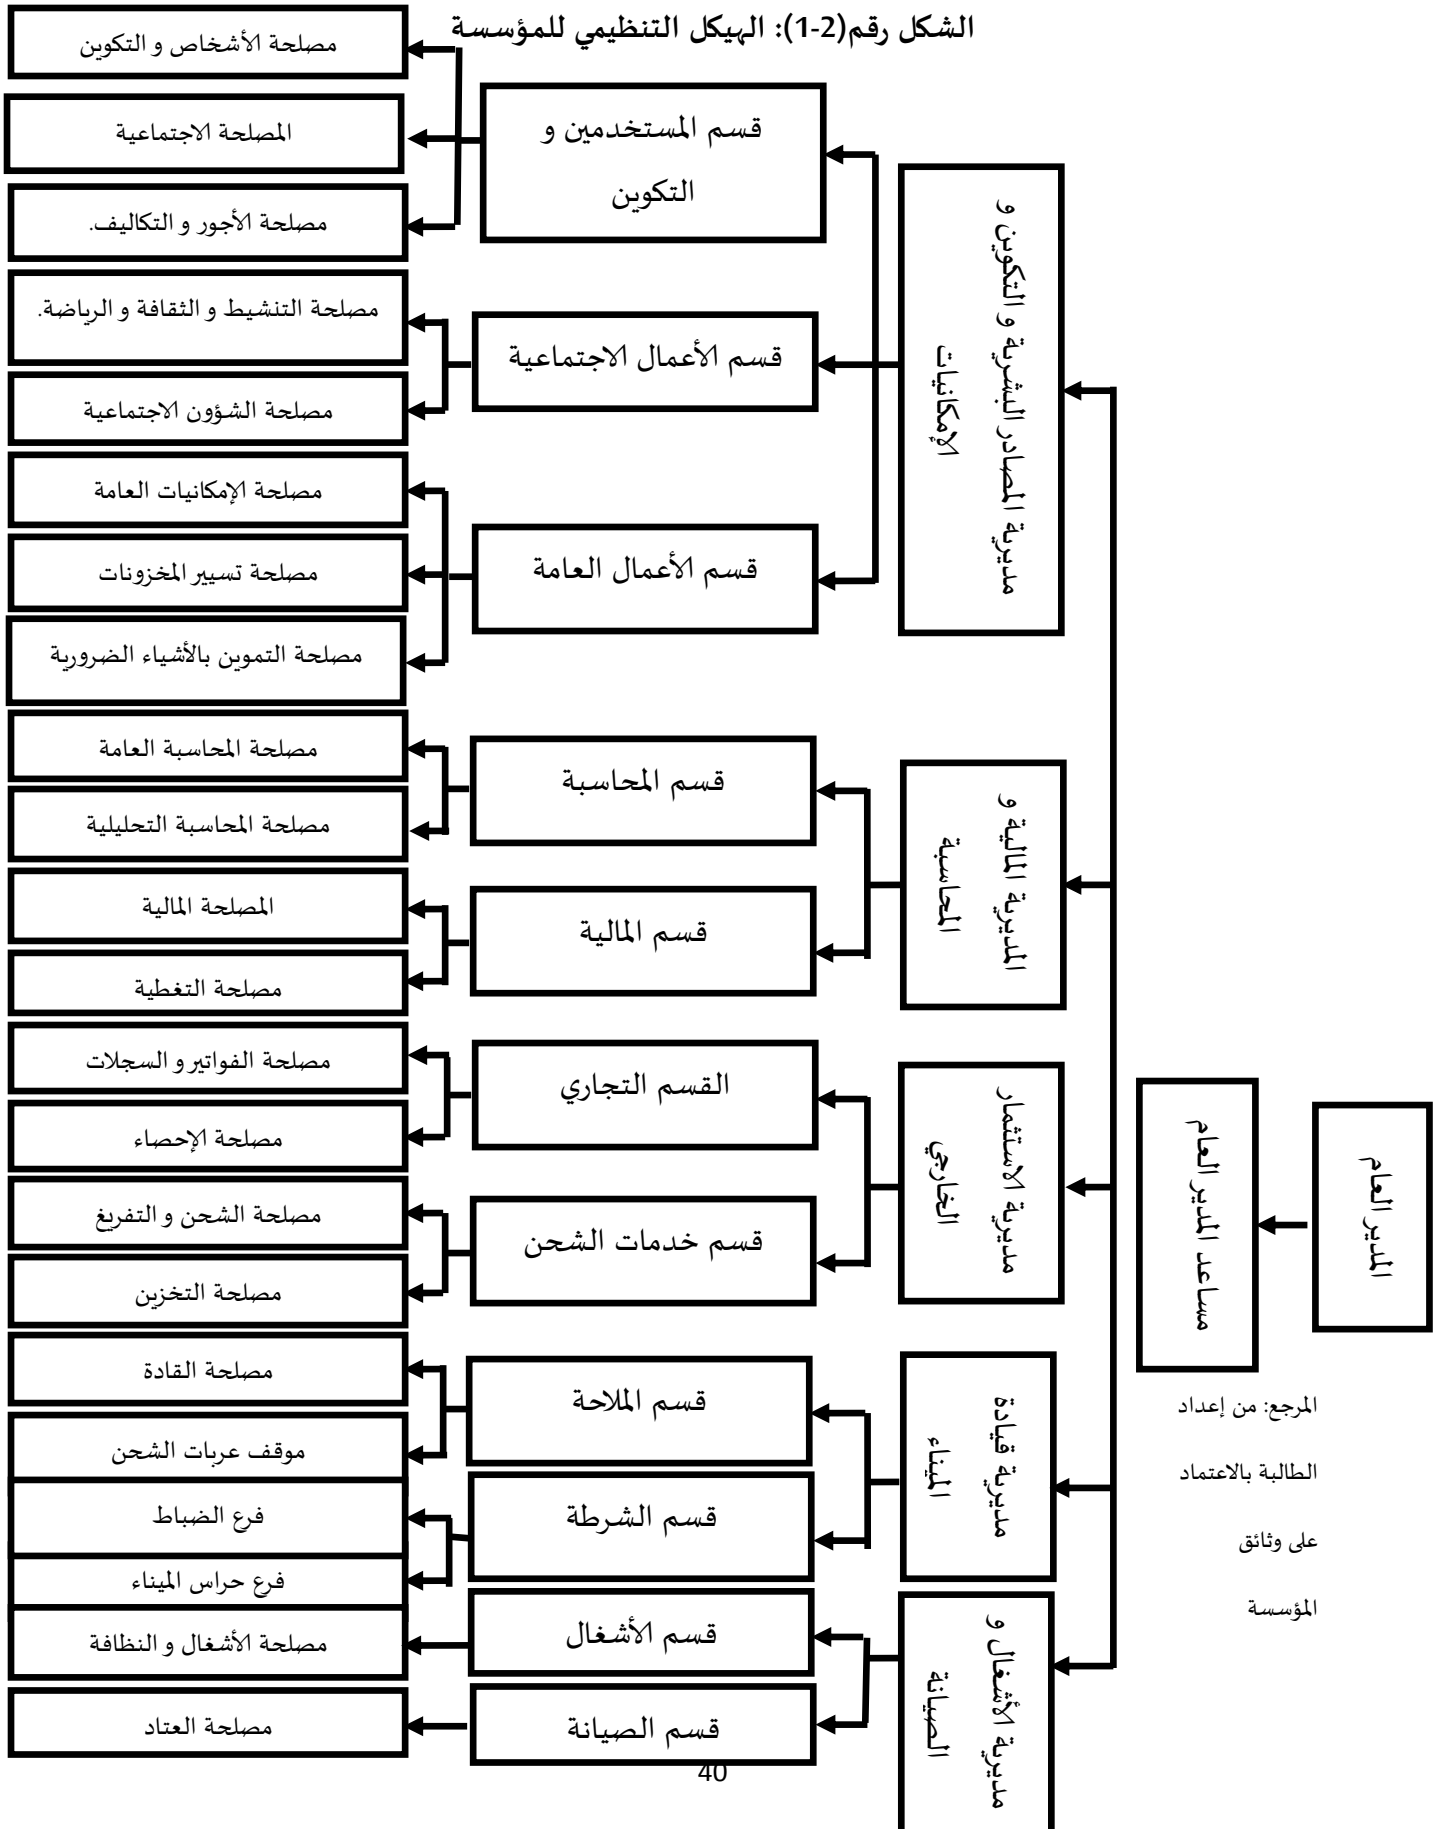 الشكل رقم(2-1): الهيكل التنظيمي للمؤسسة
المدير العام
مساعد المدير العام
مديرية المصادر البشرية و التكوين و
الإمكانيات
قسم المستخدمين و
التكوين
مصلحة الأشخاص و التكوين
المصلحة الاجتماعية
مصلحة الأجور و التكاليف.
قسم الأعمال الاجتماعية
مصلحة التنشيط و الثقافة و الرياضة.
مصلحة الشؤون الاجتماعية
قسم الأعمال العامة
مصلحة الإمكانيات العامة
مصلحة تسيير المخزونات
مصلحة التموين بالأشياء الضرورية
المديرية المالية و
المحاسبة
قسم المحاسبة
مصلحة المحاسبة العامة
مصلحة المحاسبة التحليلية
قسم المالية
المصلحة المالية
مصلحة التغطية
مديرية الاستثمار
الخارجي
القسم التجاري
مصلحة الفواتير و السجلات
مصلحة الإحصاء
قسم خدمات الشحن
مصلحة الشحن و التفريغ
مصلحة التخزين
مديرية قيادة
الميناء
قسم الملاحة
مصلحة القادة
موقف عربات الشحن
قسم الشرطة
فرع الضباط
فرع حراس الميناء
مديرية الأشغال و
الصيانة
قسم الأشغال
مصلحة الأشغال و النظافة
قسم الصيانة
مصلحة العتاد
المرجع: من إعداد
الطالبة بالاعتماد
على وثائق
المؤسسة
40